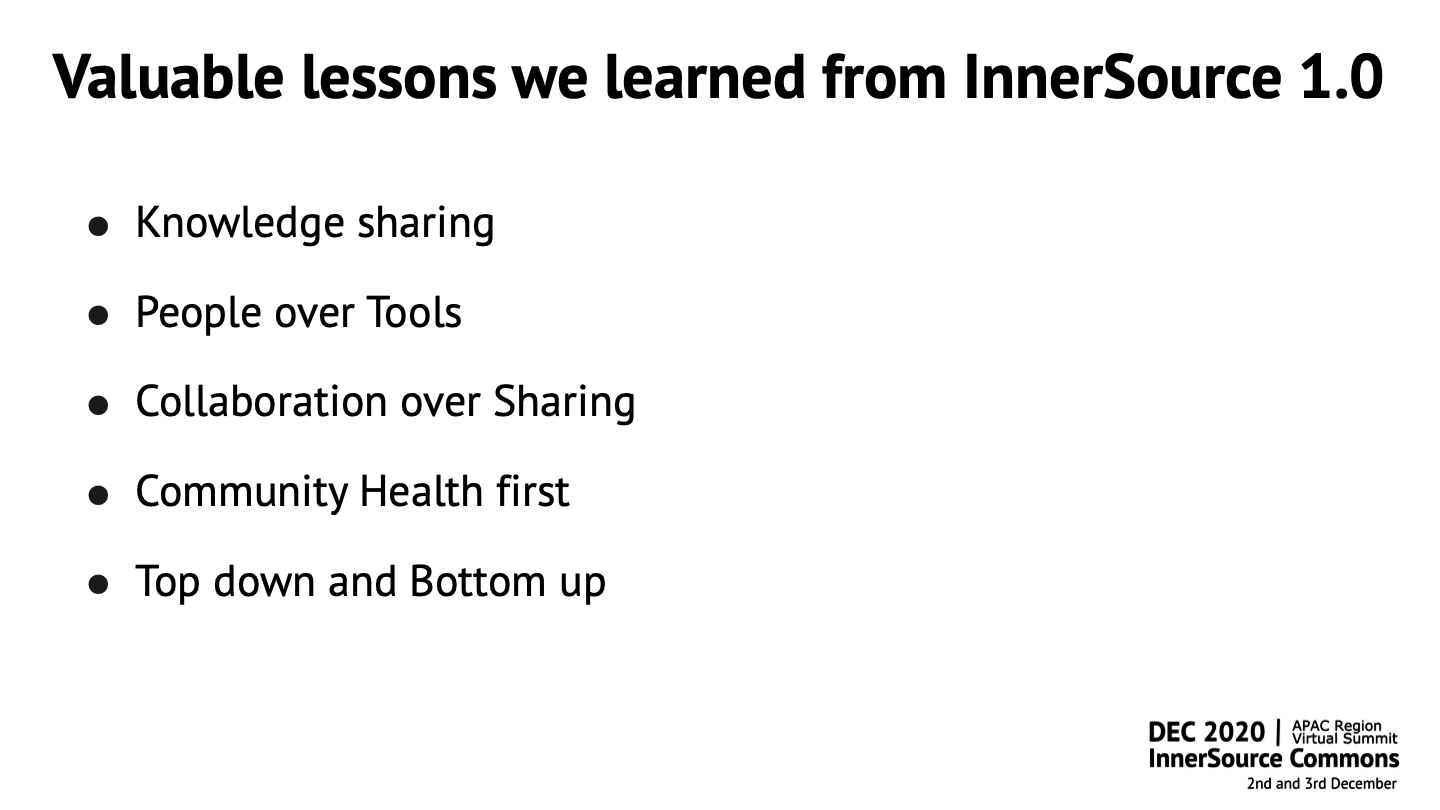 Valuable lessons we learned from InnerSource 1.0
● Knowledge sharing
● People over Tools
● Collaboration over Sharing
● Community Health first
● Top down and Bottom up
DEC 2020 | APAC Region
Virtual Summit
InnerSource Commons
2nd and 3rd December